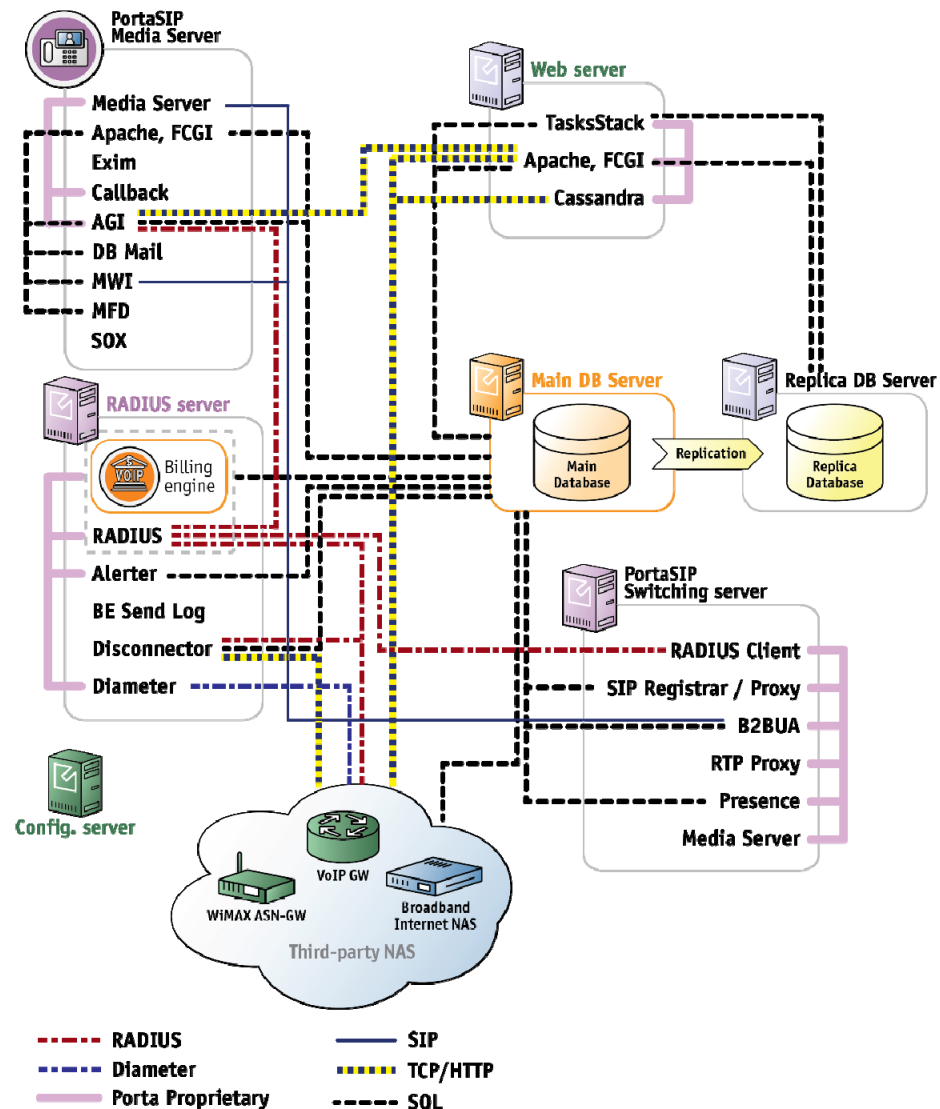 PortaSIP
Media Server
Media Server
Apache, FCGI
Exim
Callback
AGI
DB Mail
MWI
MFD
SOX
Web server
TasksStack
Apache, FCGI
Cassandra
RADIUS server
$
VOIP
Billing
engine
RADIUS
Alerter
BE Send Log
Disconnector
Diameter
Main DB Server
Main
Database
Replication
Replica DB Server
Replica
Database
PortaSIP
Switching server
RADIUS Client
SIP Registrar / Proxy
B2BUA
RTP Proxy
Presence
Media Server
Config. server
VoIP GW
WiMAX ASN-GW
Broadband
Internet NAS
Third-party NAS
RADIUS
Diameter
Porta Proprietary
SIP
TCP/HTTP
SQL